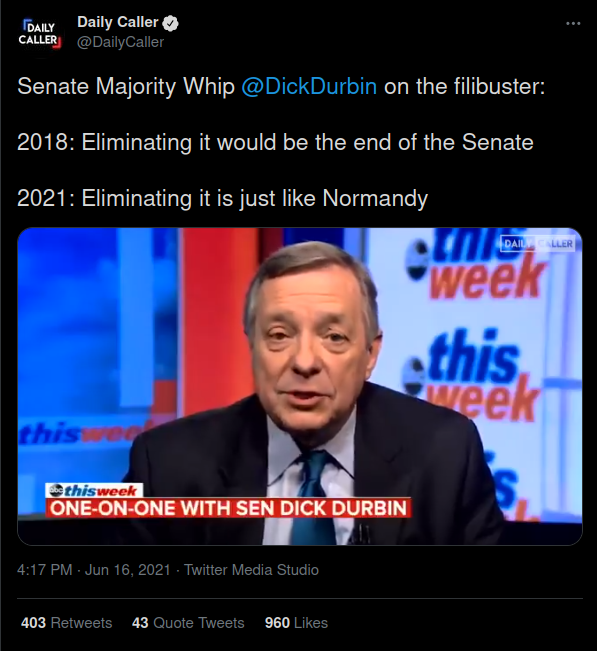 DAILY
CALLER
Daily Caller
@DailyCaller
Senate Majority Whip @DickDurbin on the filibuster:
2018: Eliminating it would be the end of the Senate
2021: Eliminating it is just like Normandy
DAILY CALLER
this
week
this
week
thisweek
abc thisweek
ONE-ON-ONE WITH SEN DICK DURBIN
4:17 PM · Jun 16, 2021 · Twitter Media Studio
403 Retweets 43 Quote Tweets 960 Likes